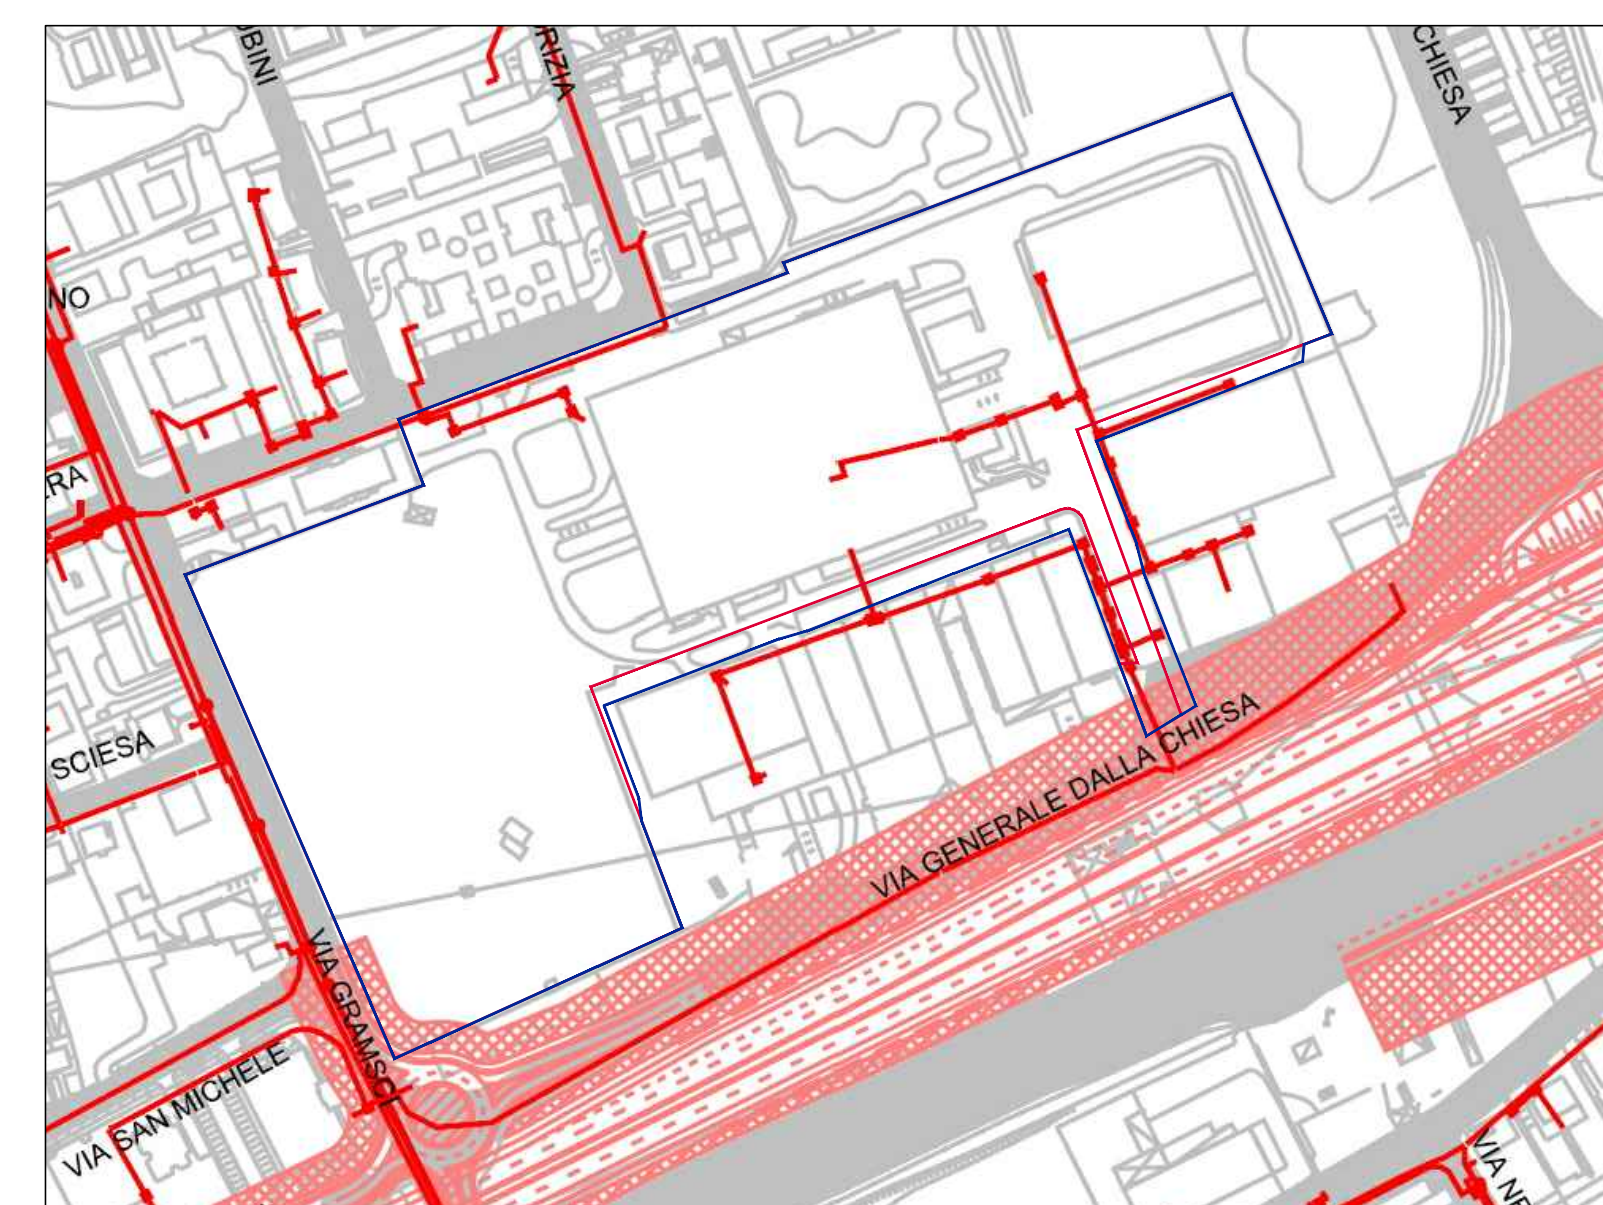 UBINI
RIZIA
CHIESA
NO
RA
SCIESA
VIA GENERALE DALLA CHIESA
VIA GRAMSCI
VIA SAN MICHELE
VIA NE